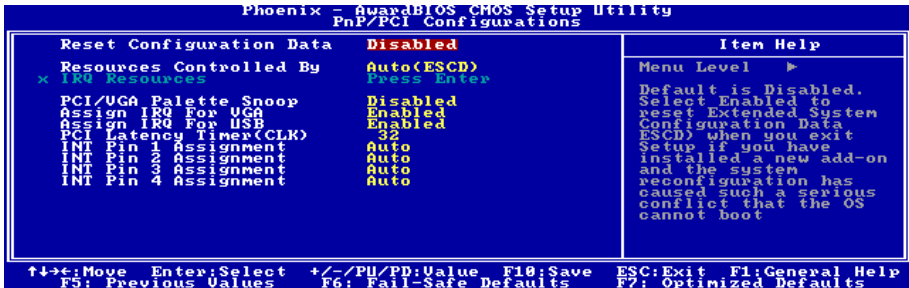 Phoenix - AwardBIOS CMOS Setup Utility
PnP/PCI Configurations
Reset Configuration Data Disabled
Resources Controlled By Auto(ESCD)
x IRQ Resources Press Enter
PCI/VGA Palette Snoop Disabled
Assign IRQ For VGA Enabled
Assign IRQ For USB Enabled
PCI Latency Timer(CLK) 32
INT Pin 1 Assignment Auto
INT Pin 2 Assignment Auto
INT Pin 3 Assignment Auto
INT Pin 4 Assignment Auto
Item Help
Menu Level ►
Default is Disabled.
Select Enabled to
reset Extended System
Configuration Data
ESCD) when you exit
Setup if you have
installed a new add-on
and the system
reconfiguration has
caused such a serious
conflict that the OS
cannot boot
↑↓→←:Move Enter:Select +/-/PU/PD:Value F10:Save ESC:Exit F1:General Help
F5: Previous Values F6: Fail-Safe Defaults F7: Optimized Defaults